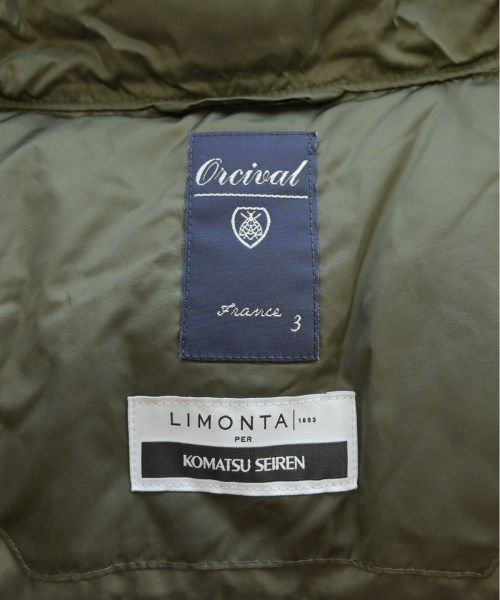 Orcival
France
3
LIMONTA 1893
PER
KOMATSU SEIREN